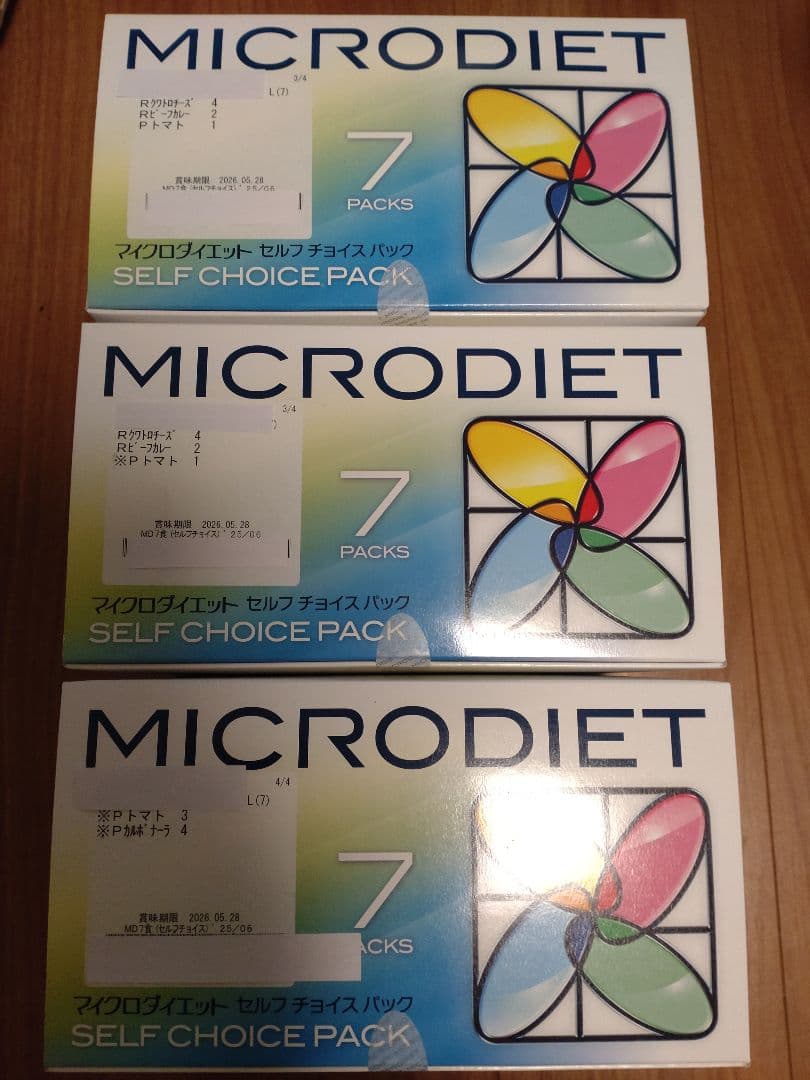 MICRODIET
3/4
L(7)
Rクワトロチーズ 4
Rビーフカレー 2
Pトマト 1
賞味期限 2026.05.28
MD7食(セルフチョイス)'25/06
7
PACKS
マイクロダイエット セルフ チョイス パック
SELF CHOICE PACK
MICRODIET
3/4
Rクワトロチーズ 4
Rビーフカレー 2
※Pトマト 1
賞味期限 2026.05.28
MD7食(セルフチョイス)'25/06
7
PACKS
マイクロダイエット セルフ チョイス パック
SELF CHOICE PACK
MICRODIET
4/4
L(7)
※Pトマト 3
※Pカルボナーラ 4
賞味期限 2026.05.28
MD7食(セルフチョイス)'25/06
7
ACKS
マイクロダイエット セルフ チョイス パック
SELF CHOICE PACK